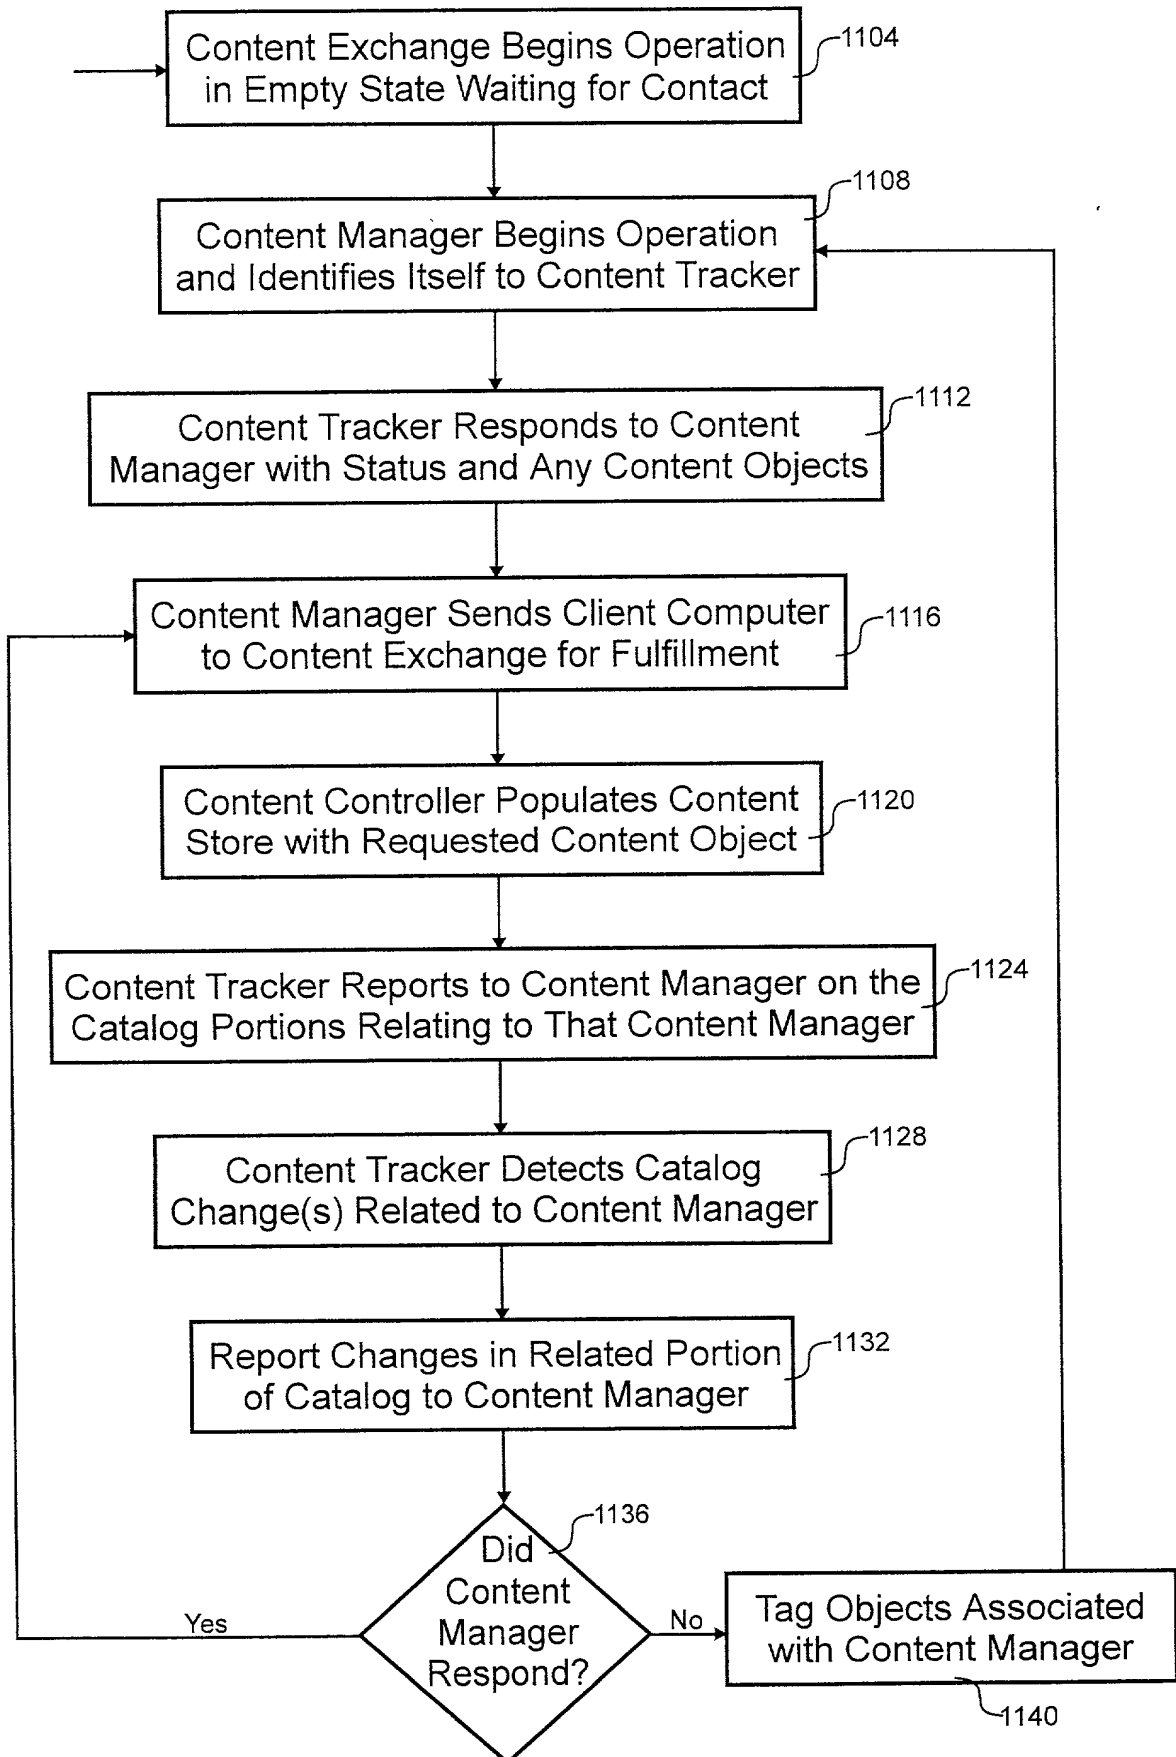 Content Exchange Begins Operation
in Empty State Waiting for Contact
1104
1108
Content Manager Begins Operation
and Identifies Itself to Content Tracker
1112
Content Tracker Responds to Content
Manager with Status and Any Content Objects
Content Manager Sends Client Computer
to Content Exchange for Fulfillment
1116
Content Controller Populates Content
Store with Requested Content Object
1120
Content Tracker Reports to Content Manager on the
Catalog Portions Relating to That Content Manager
1124
1128
Content Tracker Detects Catalog
Change(s) Related to Content Manager
Report Changes in Related Portion
of Catalog to Content Manager
1132
1136
Did
Content
Manager
Respond?
Yes
No
Tag Objects Associated
with Content Manager
1140